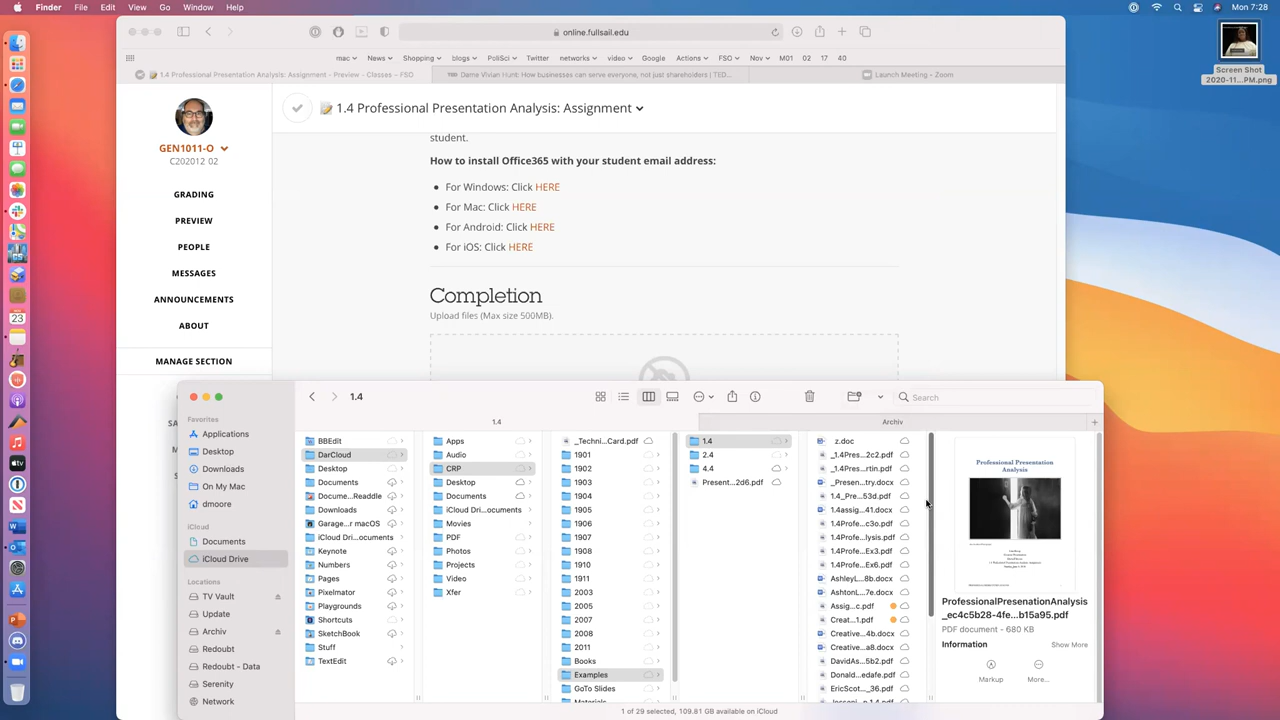 Finder File Edit View Go Window Help
Mon 7:28
online.fullsail.edu
mac News Shopping blogs PoliSci Twitter networks video Google Actions FSO Nov M01 02 17 40
1.4 Professional Presentation Analysis: Assignment - Preview - Classes – FSO
Dame Vivian Hunt: How businesses can serve everyone, not just shareholders | TED...
Launch Meeting - Zoom
Screen Shot
2020-11...PM.png
1.4 Professional Presentation Analysis: Assignment
GEN1011-O
C202012 02
GRADING
PREVIEW
PEOPLE
MESSAGES
ANNOUNCEMENTS
ABOUT
MANAGE SECTION
SA
student.
How to install Office365 with your student email address:
For Windows: Click HERE
For Mac: Click HERE
For Android: Click HERE
For iOS: Click HERE
Completion
Upload files (Max size 500MB).
23
1.4
Search
1.4
Archiv
Favorites
Applications
Desktop
Downloads
On My Mac
dmoore
iCloud
Documents
iCloud Drive
Locations
TV Vault
Update
Archiv
Redoubt
Redoubt - Data
Serenity
Network
BBEdit
DarCloud
Desktop
Documents
Docume...Readdle
Downloads
Garage...r macOS
iCloud Dri...ocuments
Keynote
Numbers
Pages
Pixelmator
Playgrounds
Shortcuts
SketchBook
Stuff
TextEdit
Apps
Audio
CRP
Desktop
Documents
iCloud Dri...ocuments
Movies
PDF
Photos
Projects
Video
Xfer
_Techni...Card.pdf
1901
1902
1903
1904
1905
1906
1907
1908
1910
1911
2003
2005
2007
2008
2011
Books
Examples
GoTo Slides
Materials
1.4
2.4
4.4
Present...2d6.pdf
z.doc
_1.4Pres...2c2.pdf
_1.4Pres...rtin.pdf
_Presen...try.docx
1.4_Pre...53d.pdf
1.4assig...41.docx
1.4Profe...c3o.pdf
1.4Profe...lysis.pdf
1.4Profe...Ex3.pdf
1.4Profe...Ex6.pdf
AshleyL...8b.docx
AshtonL...7e.docx
Assig...c.pdf
Creat...1.pdf
Creative...4b.docx
Creative...a8.docx
DavidAs...5b2.pdf
Donald...edafe.pdf
EricScot..._36.pdf
Professional Presentation
Analysis
ProfessionalPresenationAnalysis
_ec4c5b28-4fe...b15a95.pdf
PDF document - 680 KB
Information Show More
Markup More...
1 of 29 selected, 109.81 GB available on iCloud